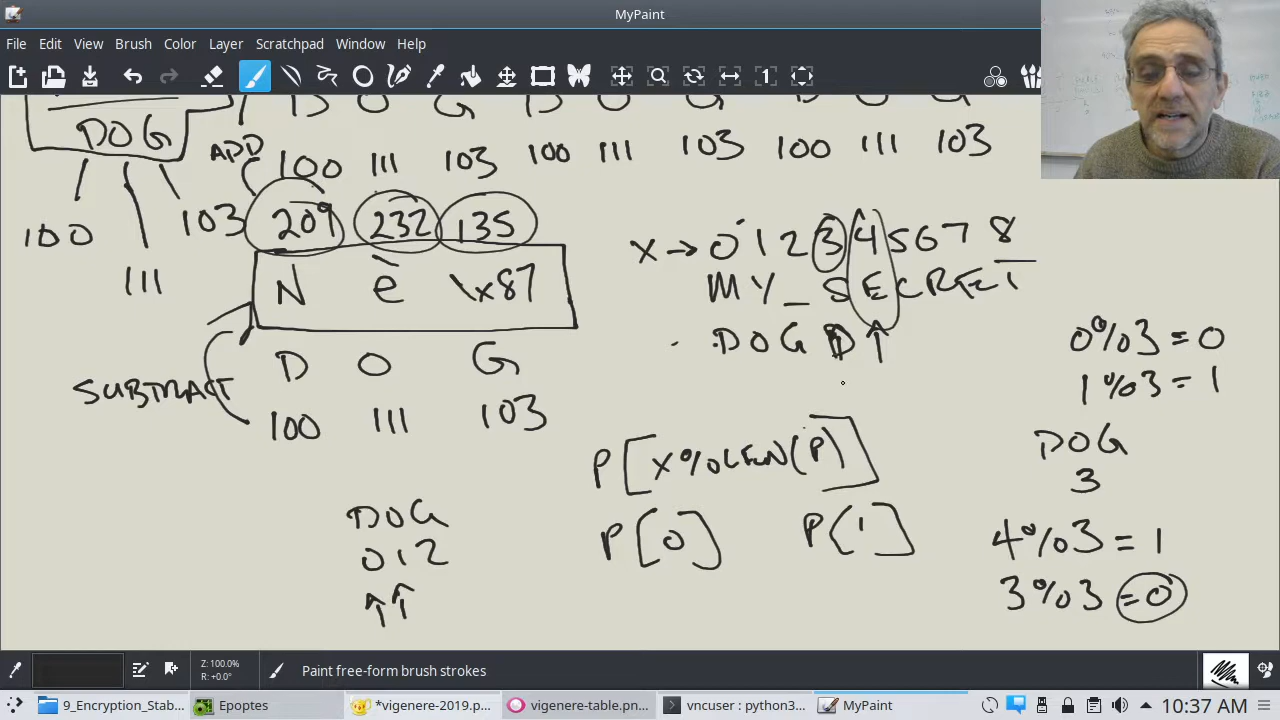 MyPaint
File Edit View Brush Color Layer Scratchpad Window Help
DOG
ADD
100 111 103 100 111 103 100 111 103
100 111 103
209 232 135
N e \x87
SUBTRACT
D O G
100 111 103
X → 0 1 2 3 4 5 6 7 8
MY_SECRET
DOG D
0%3 = 0
1%3 = 1
P[X%LEN(P)]
DOG
3
P[0] P[1]
4%3 = 1
3%3 = 0
DOG
0 1 2
Z: 100.0%
R: +0.0°
Paint free-form brush strokes
9_Encryption_Stab... Epoptes *vigenere-2019.p... vigenere-table.pn... vncuser : python3... MyPaint 10:37 AM